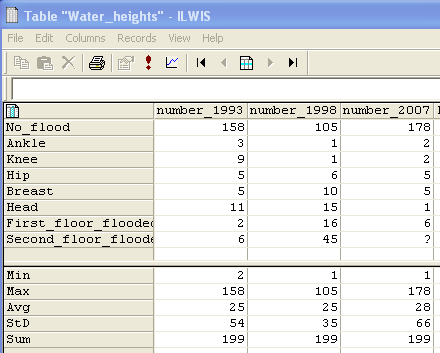 Table "Water_heights" - ILWIS
File Edit Columns Records View Help
number_1993 number_1998 number_2007
No_flood 158 105 178
Ankle 3 1 2
Knee 9 1 2
Hip 5 6 5
Breast 5 10 5
Head 11 15 1
First_floor_flooded 2 16 6
Second_floor_floode 6 45 ?
Min 2 1 1
Max 158 105 178
Avg 25 25 28
StD 54 35 66
Sum 199 199 199